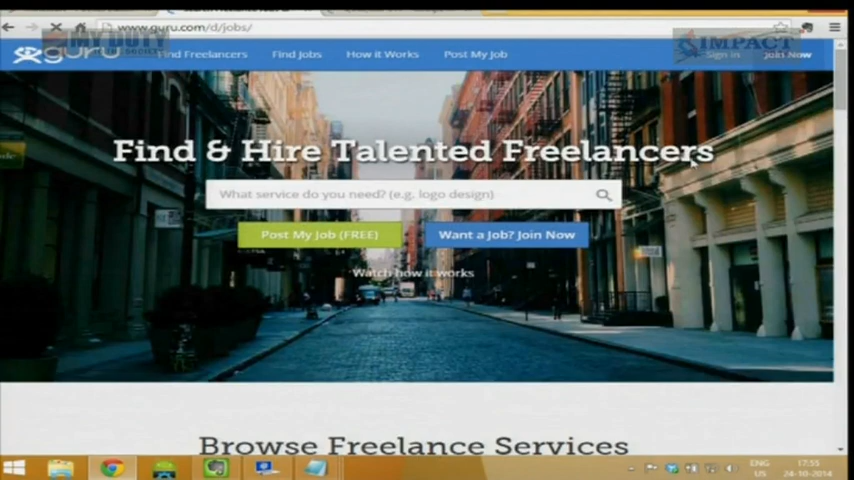 www.guru.com/d/jobs/
guru
Find Freelancers
Find Jobs
How it Works
Post My Job
Sign In
Join Now
MY DUTY
IMPACT
Find & Hire Talented Freelancers
What service do you need? (e.g. logo design)
Post My Job (FREE)
Want a Job? Join Now
Watch how it works
Browse Freelance Services
ENG
US
17:55
24-10-2014